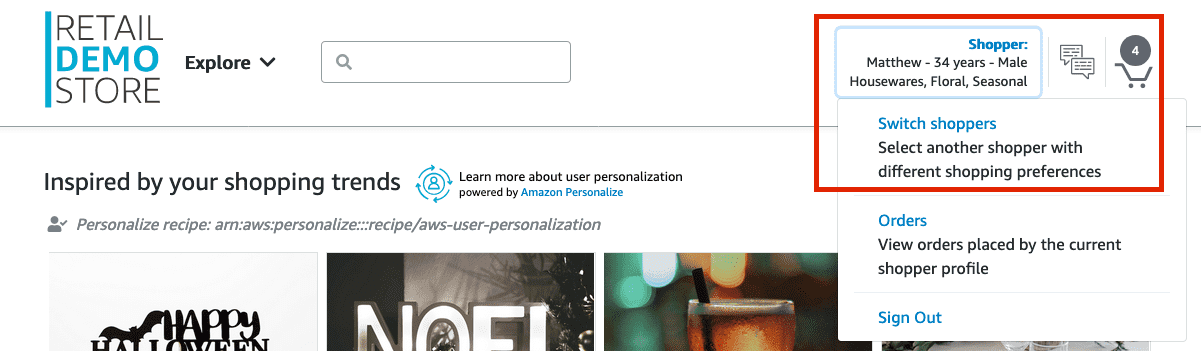 RETAIL
DEMO
STORE
Explore
Shopper:
Matthew - 34 years - Male
Housewares, Floral, Seasonal
4
Switch shoppers
Select another shopper with
different shopping preferences
Orders
View orders placed by the current
shopper profile
Sign Out
Inspired by your shopping trends
Learn more about user personalization
powered by Amazon Personalize
Personalize recipe: arn:aws:personalize:::recipe/aws-user-personalization
HAPPY
HALLOWEEN
NOEL